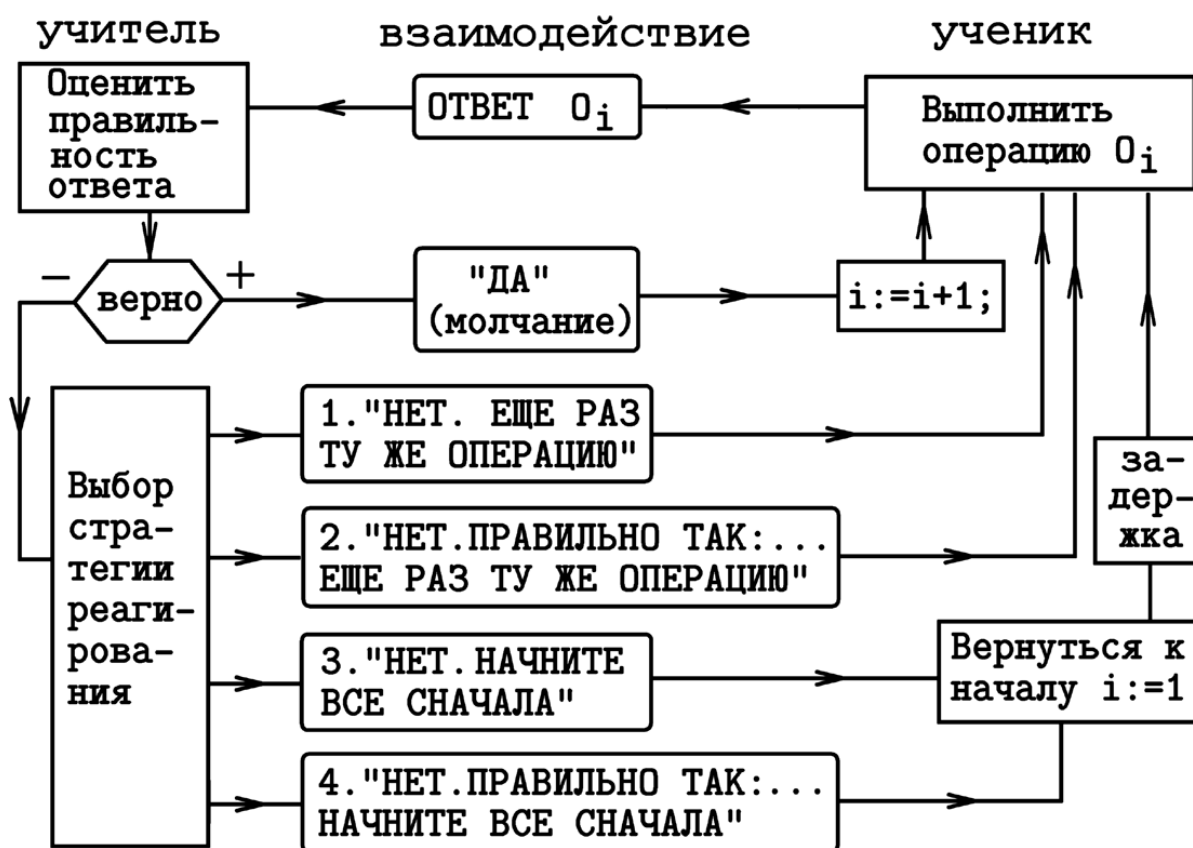 учитель
взаимодействие
ученик
Оценить
правиль-
ность
ответа
ОТВЕТ Oi
Выполнить
операцию Oi
-
верно
+
"ДА"
(молчание)
i:=i+1;
Выбор
стра-
тегии
реаги-
рова-
ния
1."НЕТ. ЕЩЕ РАЗ
ТУ ЖЕ ОПЕРАЦИЮ"
2."НЕТ.ПРАВИЛЬНО ТАК:...
ЕЩЕ РАЗ ТУ ЖЕ ОПЕРАЦИЮ"
за-
дер-
жка
3."НЕТ.НАЧНИТЕ
ВСЕ СНАЧАЛА"
Вернуться к
началу i:=1
4."НЕТ.ПРАВИЛЬНО ТАК:...
НАЧНИТЕ ВСЕ СНАЧАЛА"